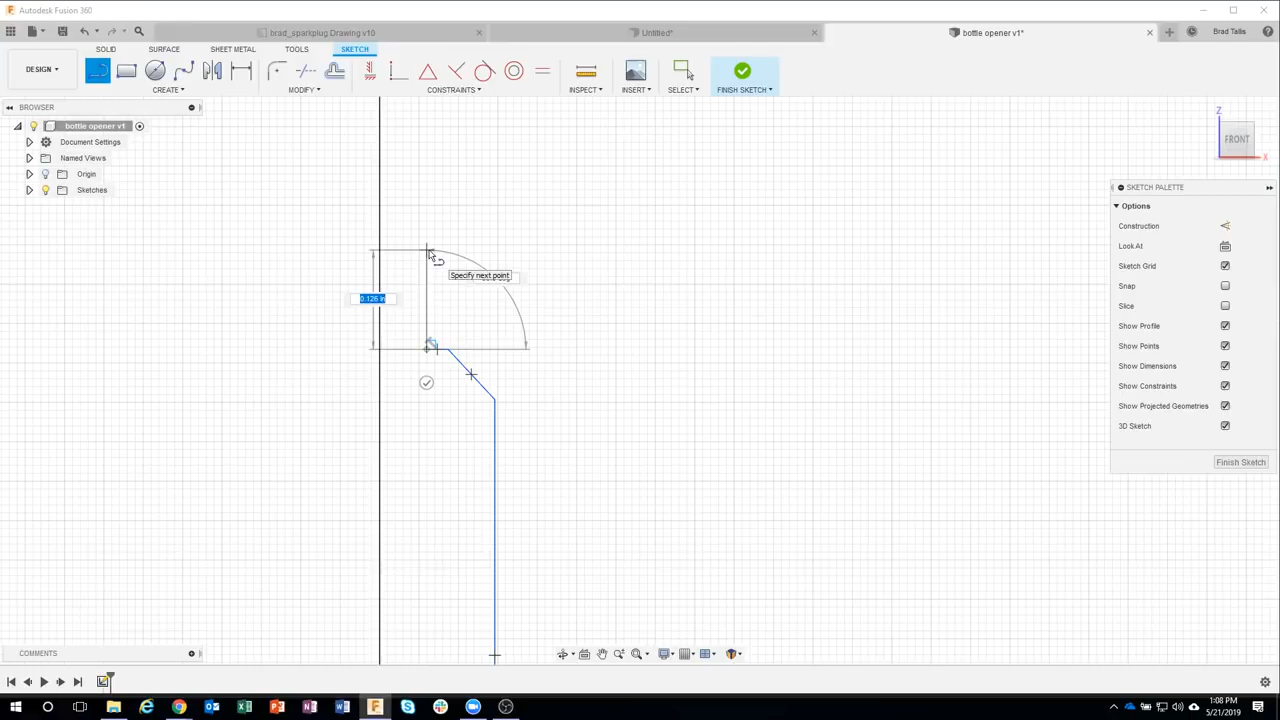 Autodesk Fusion 360
brad_sparkplug Drawing v10
Untitled*
bottle opener v1*
Brad Tallis
SOLID
SURFACE
SHEET METAL
TOOLS
SKETCH
DESIGN
CREATE
MODIFY
CONSTRAINTS
INSPECT
INSERT
SELECT
FINISH SKETCH
BROWSER
bottle opener v1
Document Settings
Named Views
Origin
Sketches
Z
FRONT
X
SKETCH PALETTE
Options
Construction
Look At
Sketch Grid
Snap
Slice
Show Profile
Show Points
Show Dimensions
Show Constraints
Show Projected Geometries
3D Sketch
Finish Sketch
Specify next point
0.126 in
COMMENTS
1:08 PM
5/21/2019